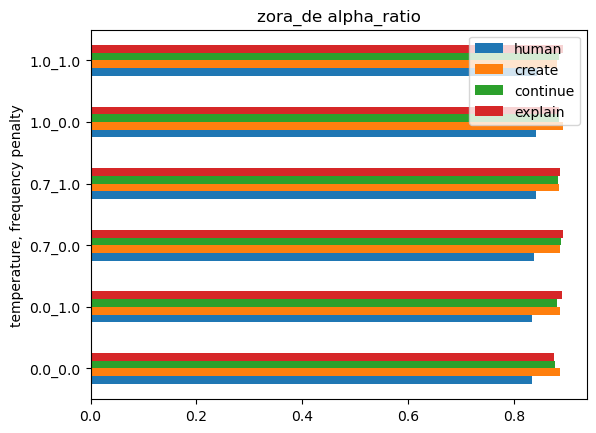 zora_de alpha_ratio
human
create
continue
explain
temperature, frequency penalty
1.0_1.0
1.0_0.0
0.7_1.0
0.7_0.0
0.0_1.0
0.0_0.0
0.0 0.2 0.4 0.6 0.8